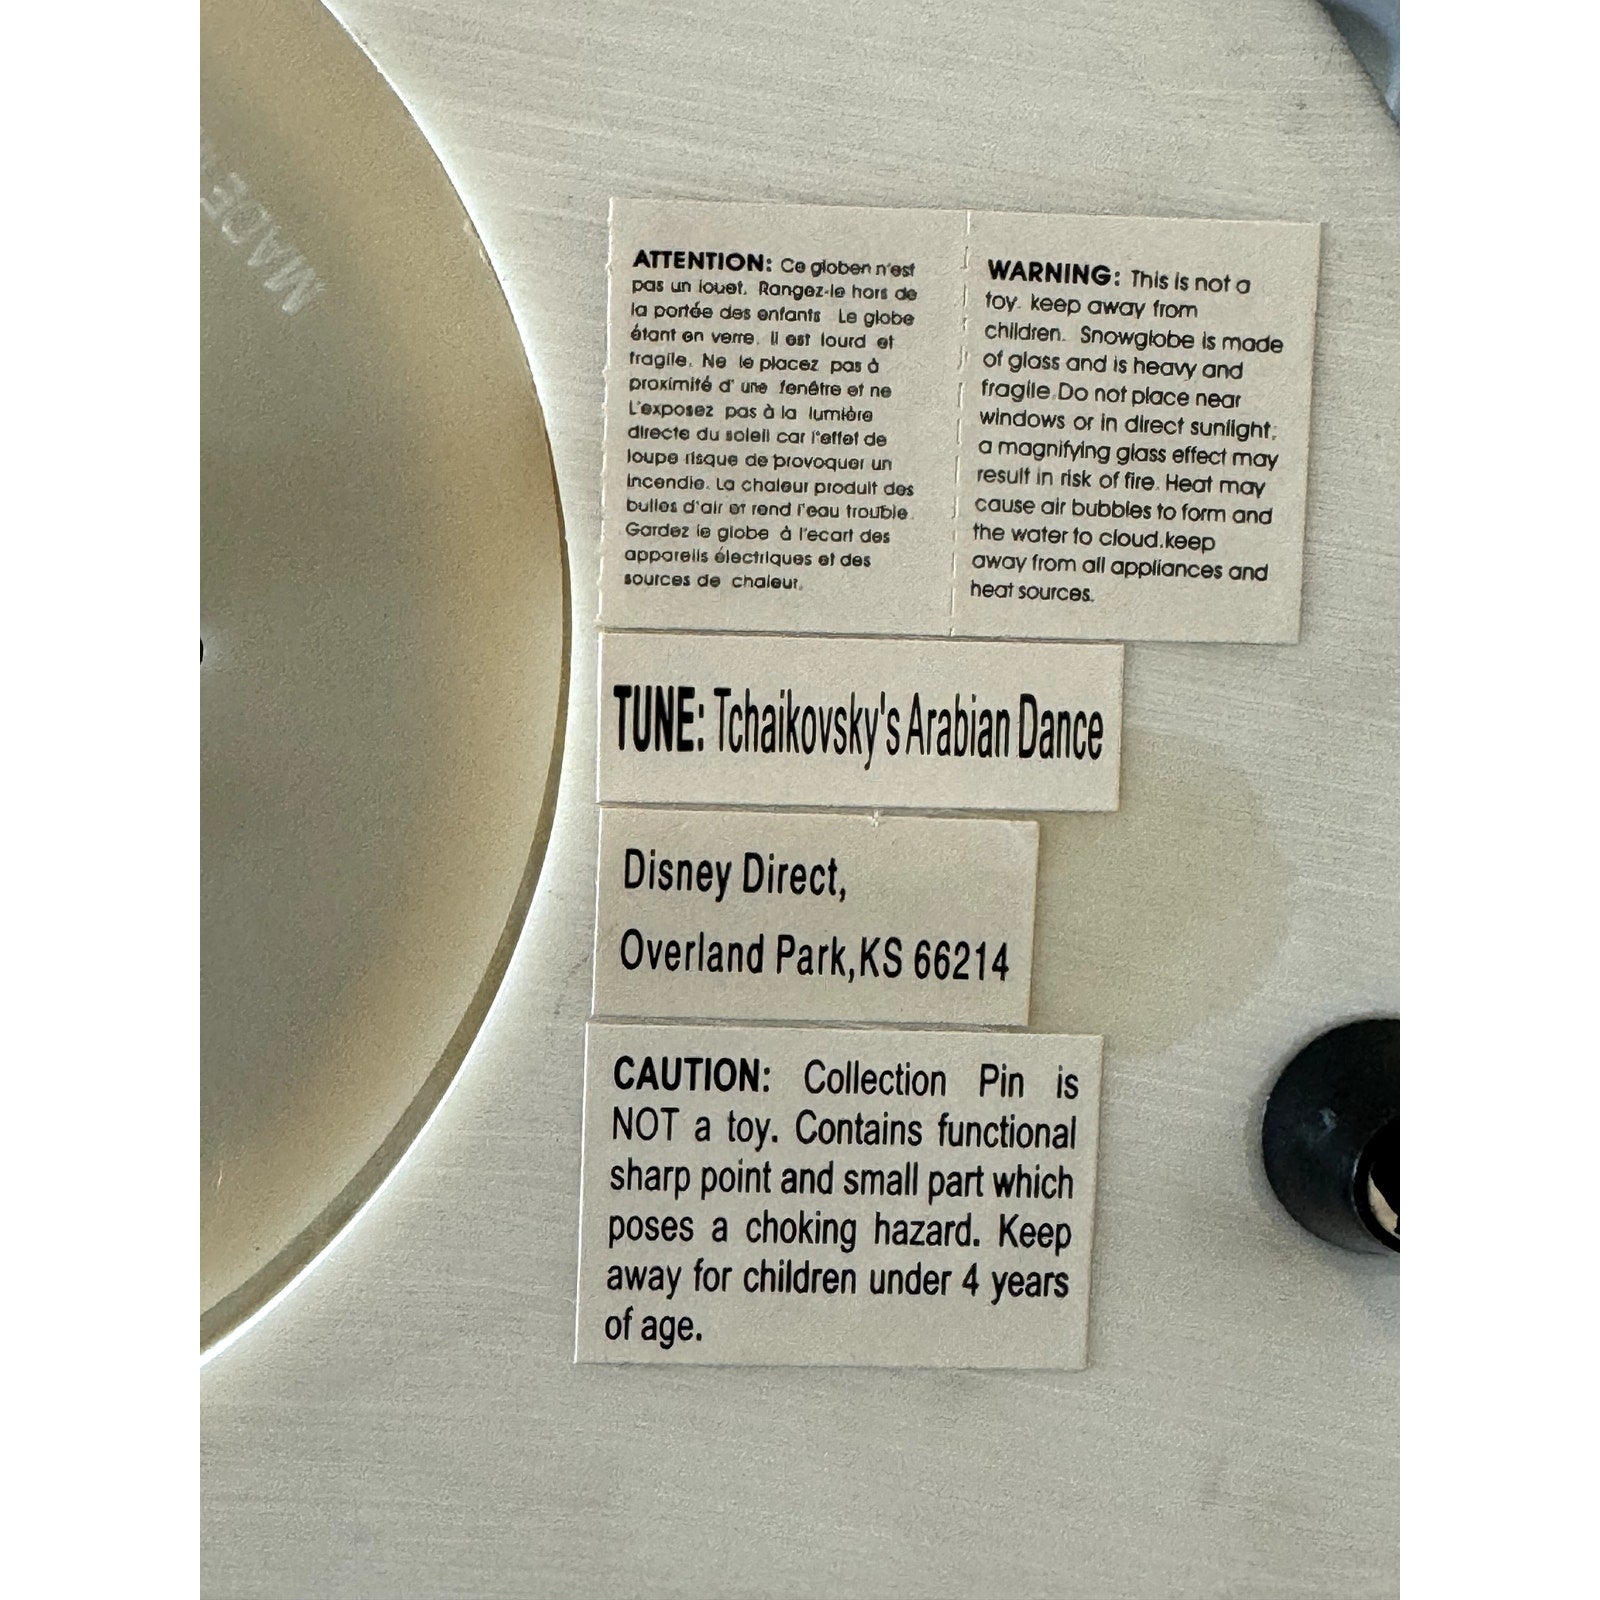 MADE
ATTENTION: Ce globen n'est
pas un jouet. Rangez-le hors de
la portée des enfants Le globe
étant en verre. il est lourd et
fragile. Ne le placez pas à
proximité d' une fenêtre et ne
L'exposez pas à la lumière
directe du soleil car l'effet de
loupe risque de provoquer un
incendie. La chaleur produit des
bulles d'air et rend l'eau trouble.
Gardez le globe à l'ecart des
appareils électriques et des
sources de chaleur.
WARNING: This is not a
toy. keep away from
children. Snowglobe is made
of glass and is heavy and
fragile.Do not place near
windows or in direct sunlight;
a magnifying glass effect may
result in risk of fire. Heat may
cause air bubbles to form and
the water to cloud.keep
away from all appliances and
heat sources.
TUNE: Tchaikovsky's Arabian Dance
Disney Direct,
Overland Park,KS 66214
CAUTION: Collection Pin is
NOT a toy. Contains functional
sharp point and small part which
poses a choking hazard. Keep
away for children under 4 years
of age.